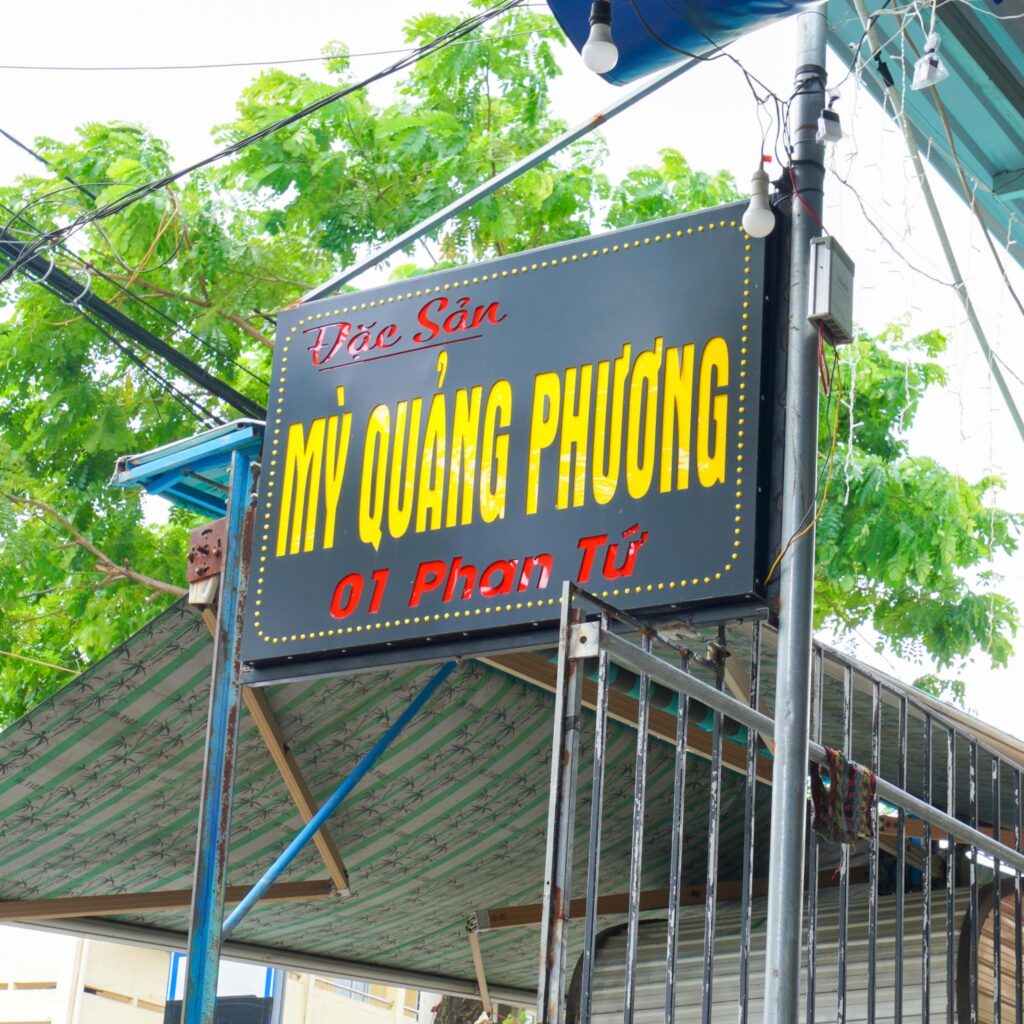 Đặc Sản
MỲ QUẢNG PHƯƠNG
01 Phan Tứ